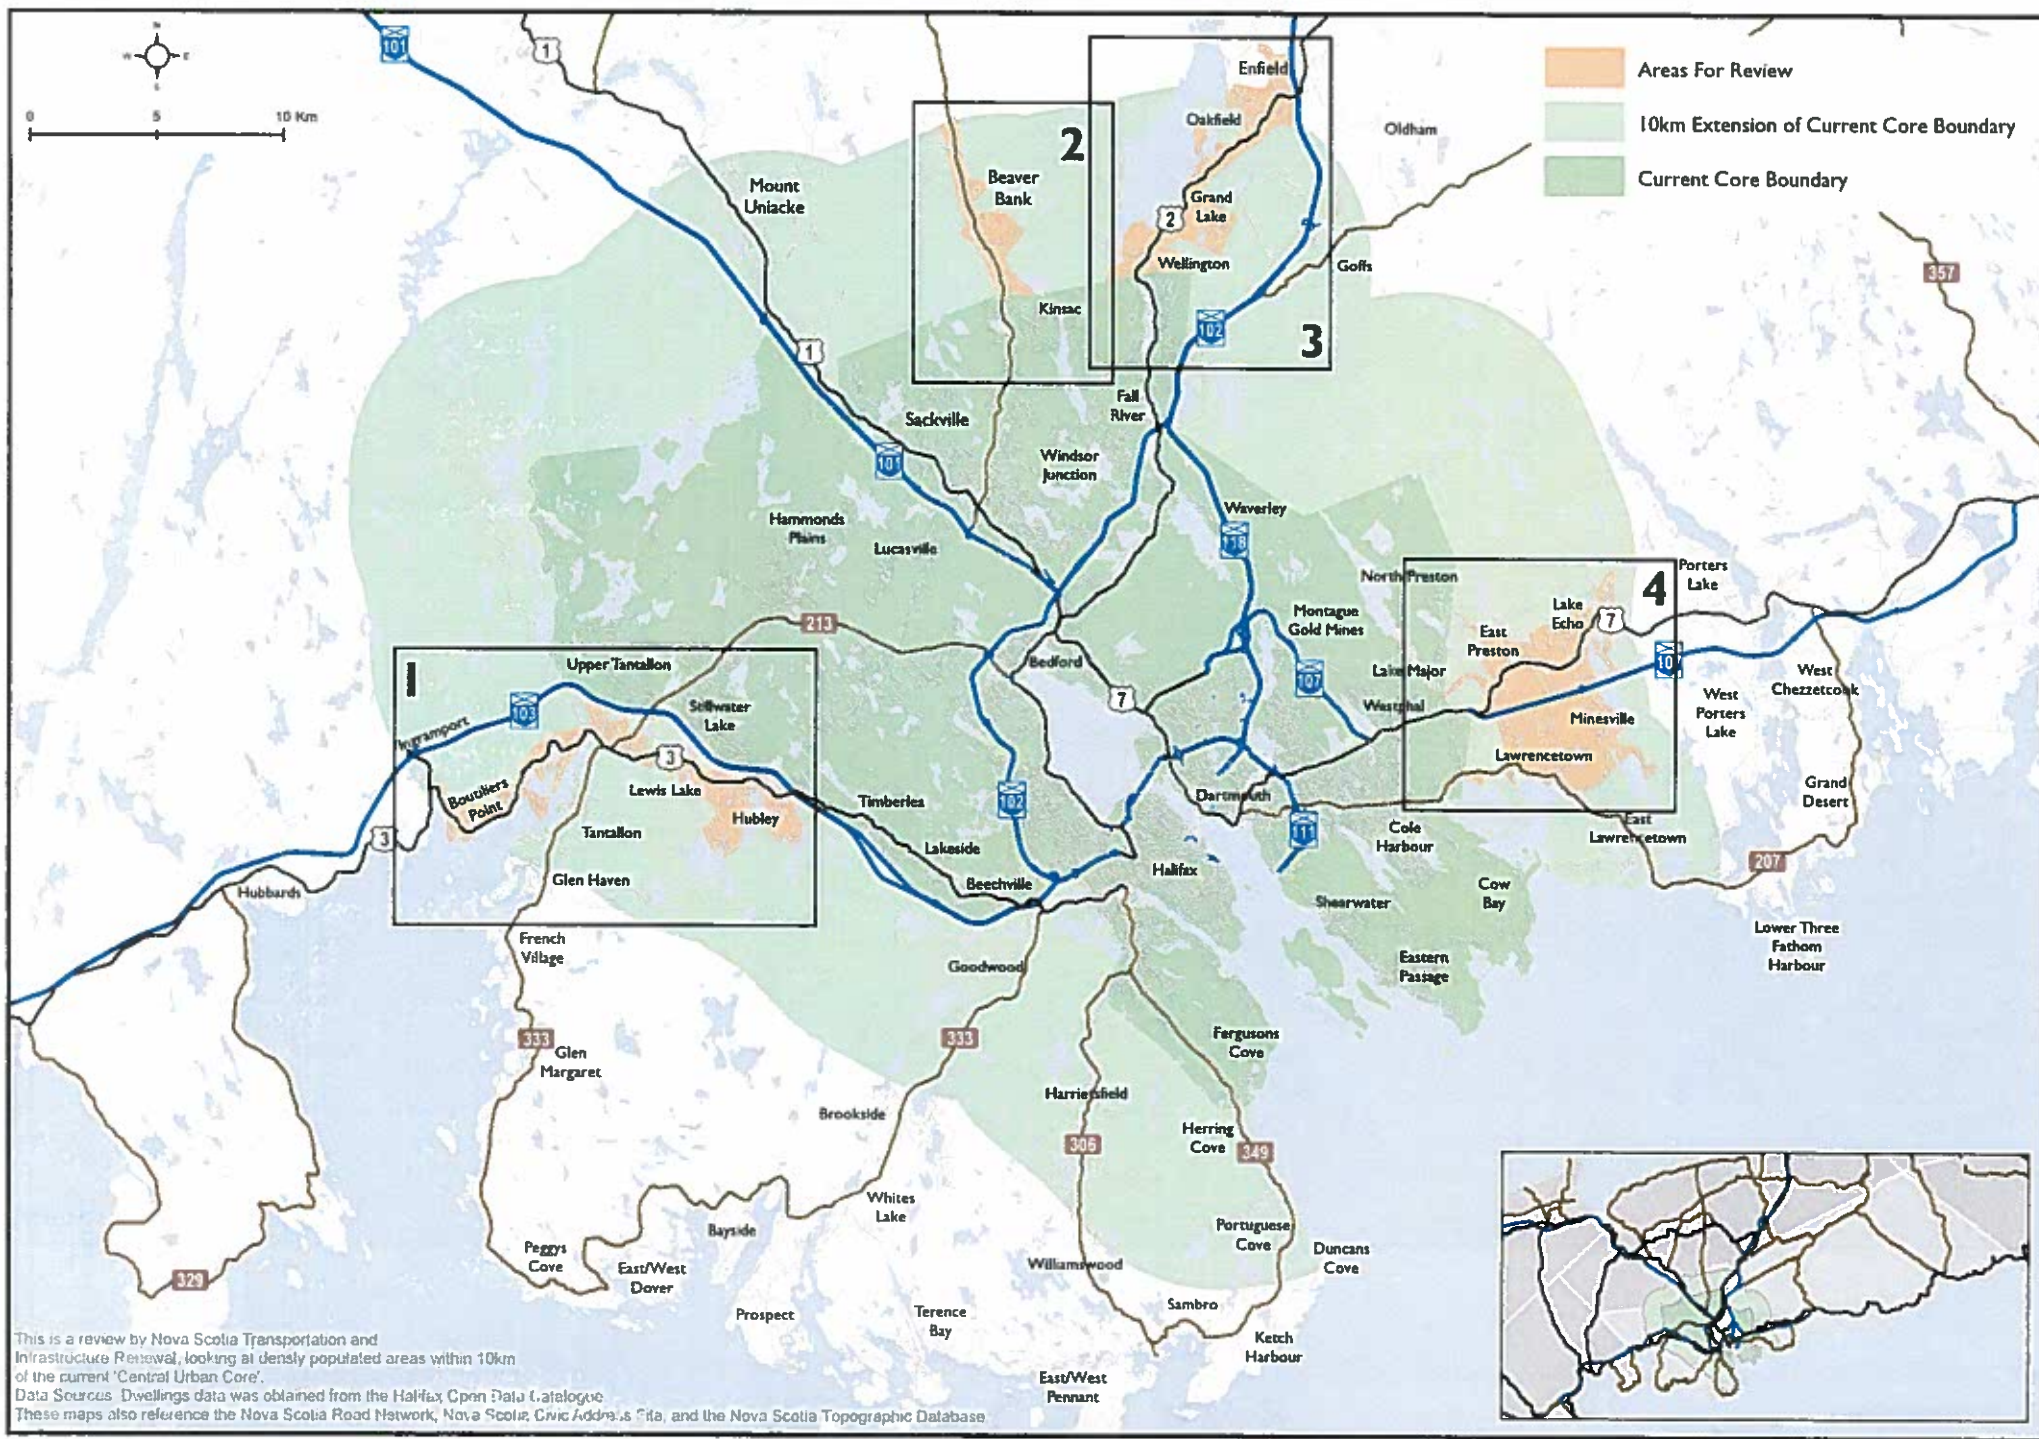 N
W
E
S
0
5
10 Km
101
1
Enfield
Areas For Review
10km Extension of Current Core Boundary
Current Core Boundary
2
Oakfield
Oldham
Mount
Uniacke
Beaver
Bank
Grand
Lake
2
Wellington
Goffs
357
Kinsac
102
3
1
Fall
River
Sackville
101
Windsor
Junction
Waverley
118
Hammonds
Plains
Lucasville
North Preston
Porters
Lake
4
Lake
Echo
7
East
Preston
Montague
Gold Mines
213
Upper Tantallon
1
Bedford
Lake Major
107
10
West
Chezzetcook
West
Porters
Lake
Stillwater
Lake
103
Ingramport
7
Westphal
Minesville
Lawrencetown
3
Lewis Lake
Boutiliers
Point
Timberlea
102
Dartmouth
Grand
Desert
Hubley
Tantallon
111
Cole
Harbour
East
Lawrencetown
3
Lakeside
Halifax
207
Glen Haven
Beechville
Hubbards
Shearwater
Cow
Bay
French
Village
Goodwood
Eastern
Passage
Lower Three
Fathom
Harbour
333
333
Glen
Margaret
Fergusons
Cove
Harrietsfield
Brookside
Herring
Cove
306
349
Whites
Lake
Bayside
Portuguese
Cove
Duncans
Cove
Peggys
Cove
East/West
Dover
Williamswood
329
Prospect
Terence
Bay
Sambro
Ketch
Harbour
East/West
Pennant
This is a review by Nova Scotia Transportation and
Infrastructure Renewal, looking at densly populated areas within 10km
of the current 'Central Urban Core'.
Data Sources Dwellings data was obtained from the Halifax Open Data Catalogue
These maps also reference the Nova Scotia Road Network, Nova Scotia Civic Address File, and the Nova Scotia Topographic Database